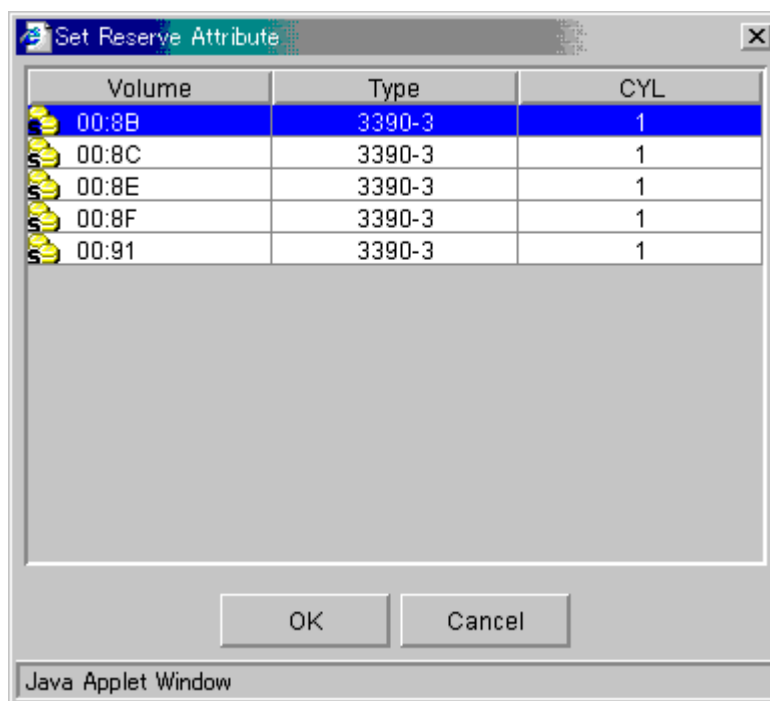 Set Reserve Attribute
Volume Type CYL
S 00:8B 3390-3 1
S 00:8C 3390-3 1
S 00:8E 3390-3 1
S 00:8F 3390-3 1
S 00:91 3390-3 1
OK Cancel
Java Applet Window